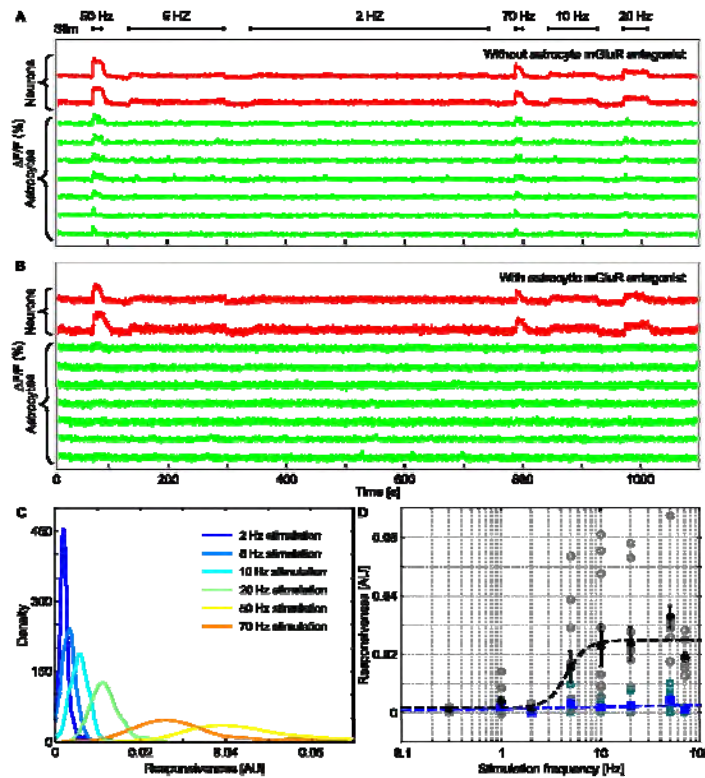 A
Stim
50 Hz
5 HZ
2 HZ
70 Hz
10 Hz
20 Hz
Without astrocyte mGluR antagonist
Neurons
ΔF/F (%)
Astrocytes
B
With astrocytic mGluR antagonist
Neurons
ΔF/F (%)
Astrocytes
0 200 400 600 800 1000
Time [s]
C
450
300
150
0
Density
2 Hz stimulation
5 Hz stimulation
10 Hz stimulation
20 Hz stimulation
50 Hz stimulation
70 Hz stimulation
0 0.02 0.04 0.06
Responsiveness [AU]
D
0.06
0.04
0.02
0
Responsiveness [AU]
0.1 1 10 100
Stimulation frequency [Hz]